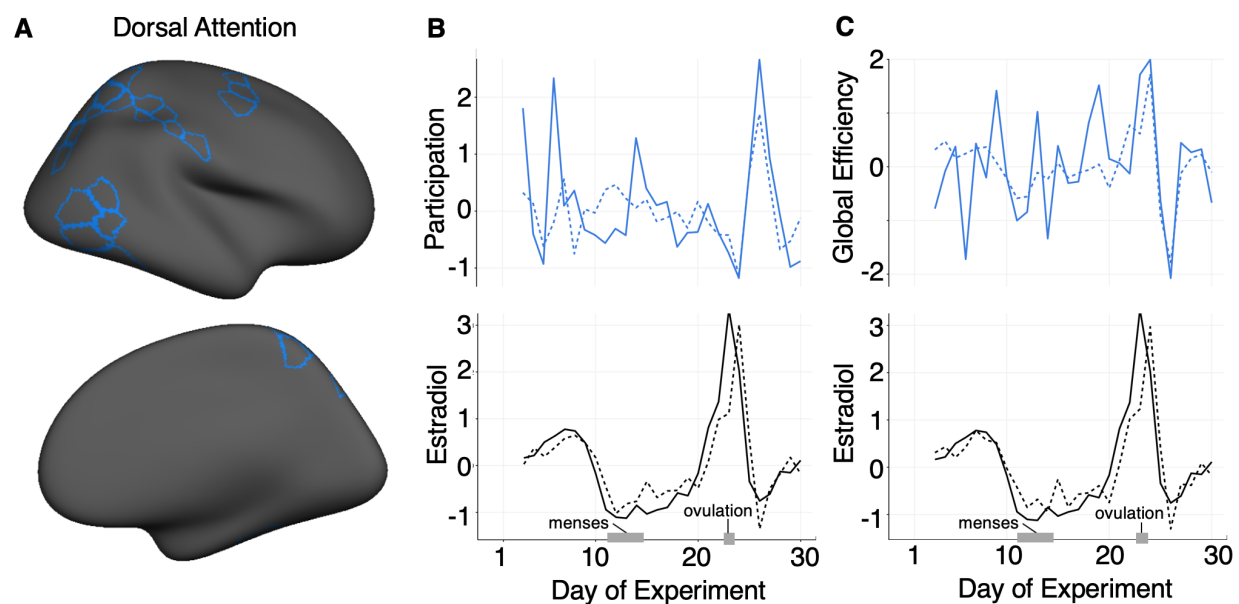 A
Dorsal Attention
B
Participation
2
1
0
-1
Estradiol
3
2
1
0
-1
menses
ovulation
1
10
20
30
Day of Experiment
C
Global Efficiency
2
1
0
-2
Estradiol
3
2
1
0
-1
menses
ovulation
1
10
20
30
Day of Experiment